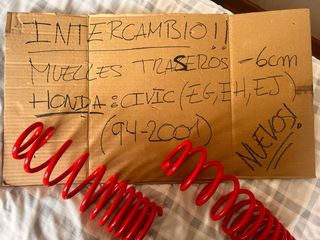 INTERCAMBIO!!
MUELLES TRASEROS -6cm
HONDA: CIVIC (EG, EH, EJ)
(94-2001)
NUEVOS!